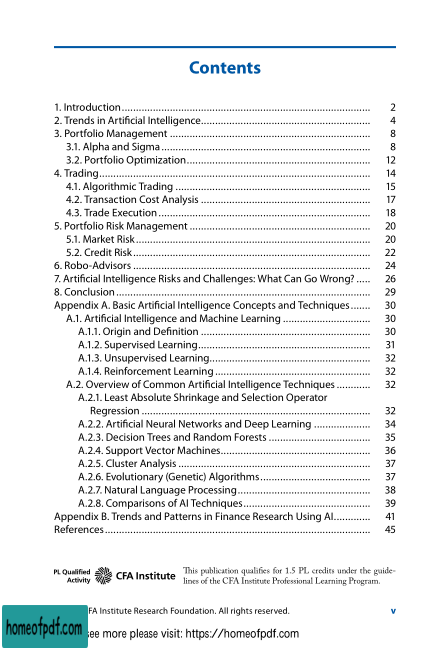 Contents
1. Introduction 2
2. Trends in Artificial Intelligence 4
3. Portfolio Management 8
3.1. Alpha and Sigma 8
3.2. Portfolio Optimization 12
4. Trading 14
4.1. Algorithmic Trading 15
4.2. Transaction Cost Analysis 17
4.3. Trade Execution 18
5. Portfolio Risk Management 20
5.1. Market Risk 20
5.2. Credit Risk 22
6. Robo-Advisors 24
7. Artificial Intelligence Risks and Challenges: What Can Go Wrong? 26
8. Conclusion 29
Appendix A. Basic Artificial Intelligence Concepts and Techniques 30
A.1. Artificial Intelligence and Machine Learning 30
A.1.1. Origin and Definition 30
A.1.2. Supervised Learning 31
A.1.3. Unsupervised Learning 32
A.1.4. Reinforcement Learning 32
A.2. Overview of Common Artificial Intelligence Techniques 32
A.2.1. Least Absolute Shrinkage and Selection Operator
Regression 32
A.2.2. Artificial Neural Networks and Deep Learning 34
A.2.3. Decision Trees and Random Forests 35
A.2.4. Support Vector Machines 36
A.2.5. Cluster Analysis 37
A.2.6. Evolutionary (Genetic) Algorithms 37
A.2.7. Natural Language Processing 38
A.2.8. Comparisons of AI Techniques 39
Appendix B. Trends and Patterns in Finance Research Using AI 41
References 45
PL Qualified
Activity
CFA Institute
This publication qualifies for 1.5 PL credits under the guide-
lines of the CFA Institute Professional Learning Program.
FA Institute Research Foundation. All rights reserved. v
homeofpdf.com
see more please visit: https://homeofpdf.com